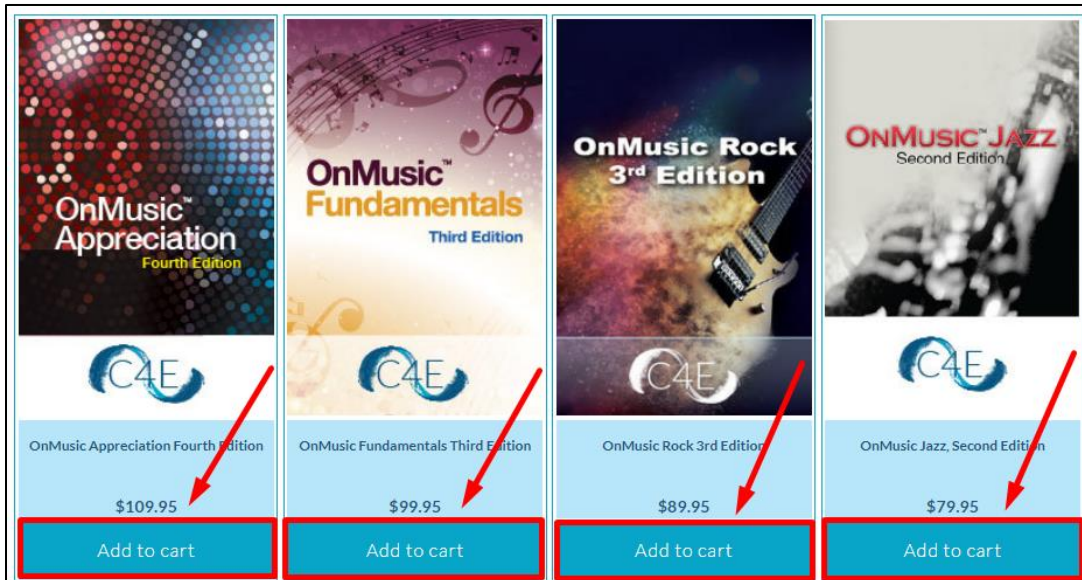 OnMusic™
Appreciation
Fourth Edition
C4E
OnMusic Appreciation Fourth Edition
$109.95
Add to cart
OnMusic™
Fundamentals
Third Edition
C4E
OnMusic Fundamentals Third Edition
$99.95
Add to cart
OnMusic Rock
3rd Edition
C4E
OnMusic Rock 3rd Edition
$89.95
Add to cart
OnMusic™ Jazz
Second Edition
C4E
OnMusic Jazz, Second Edition
$79.95
Add to cart